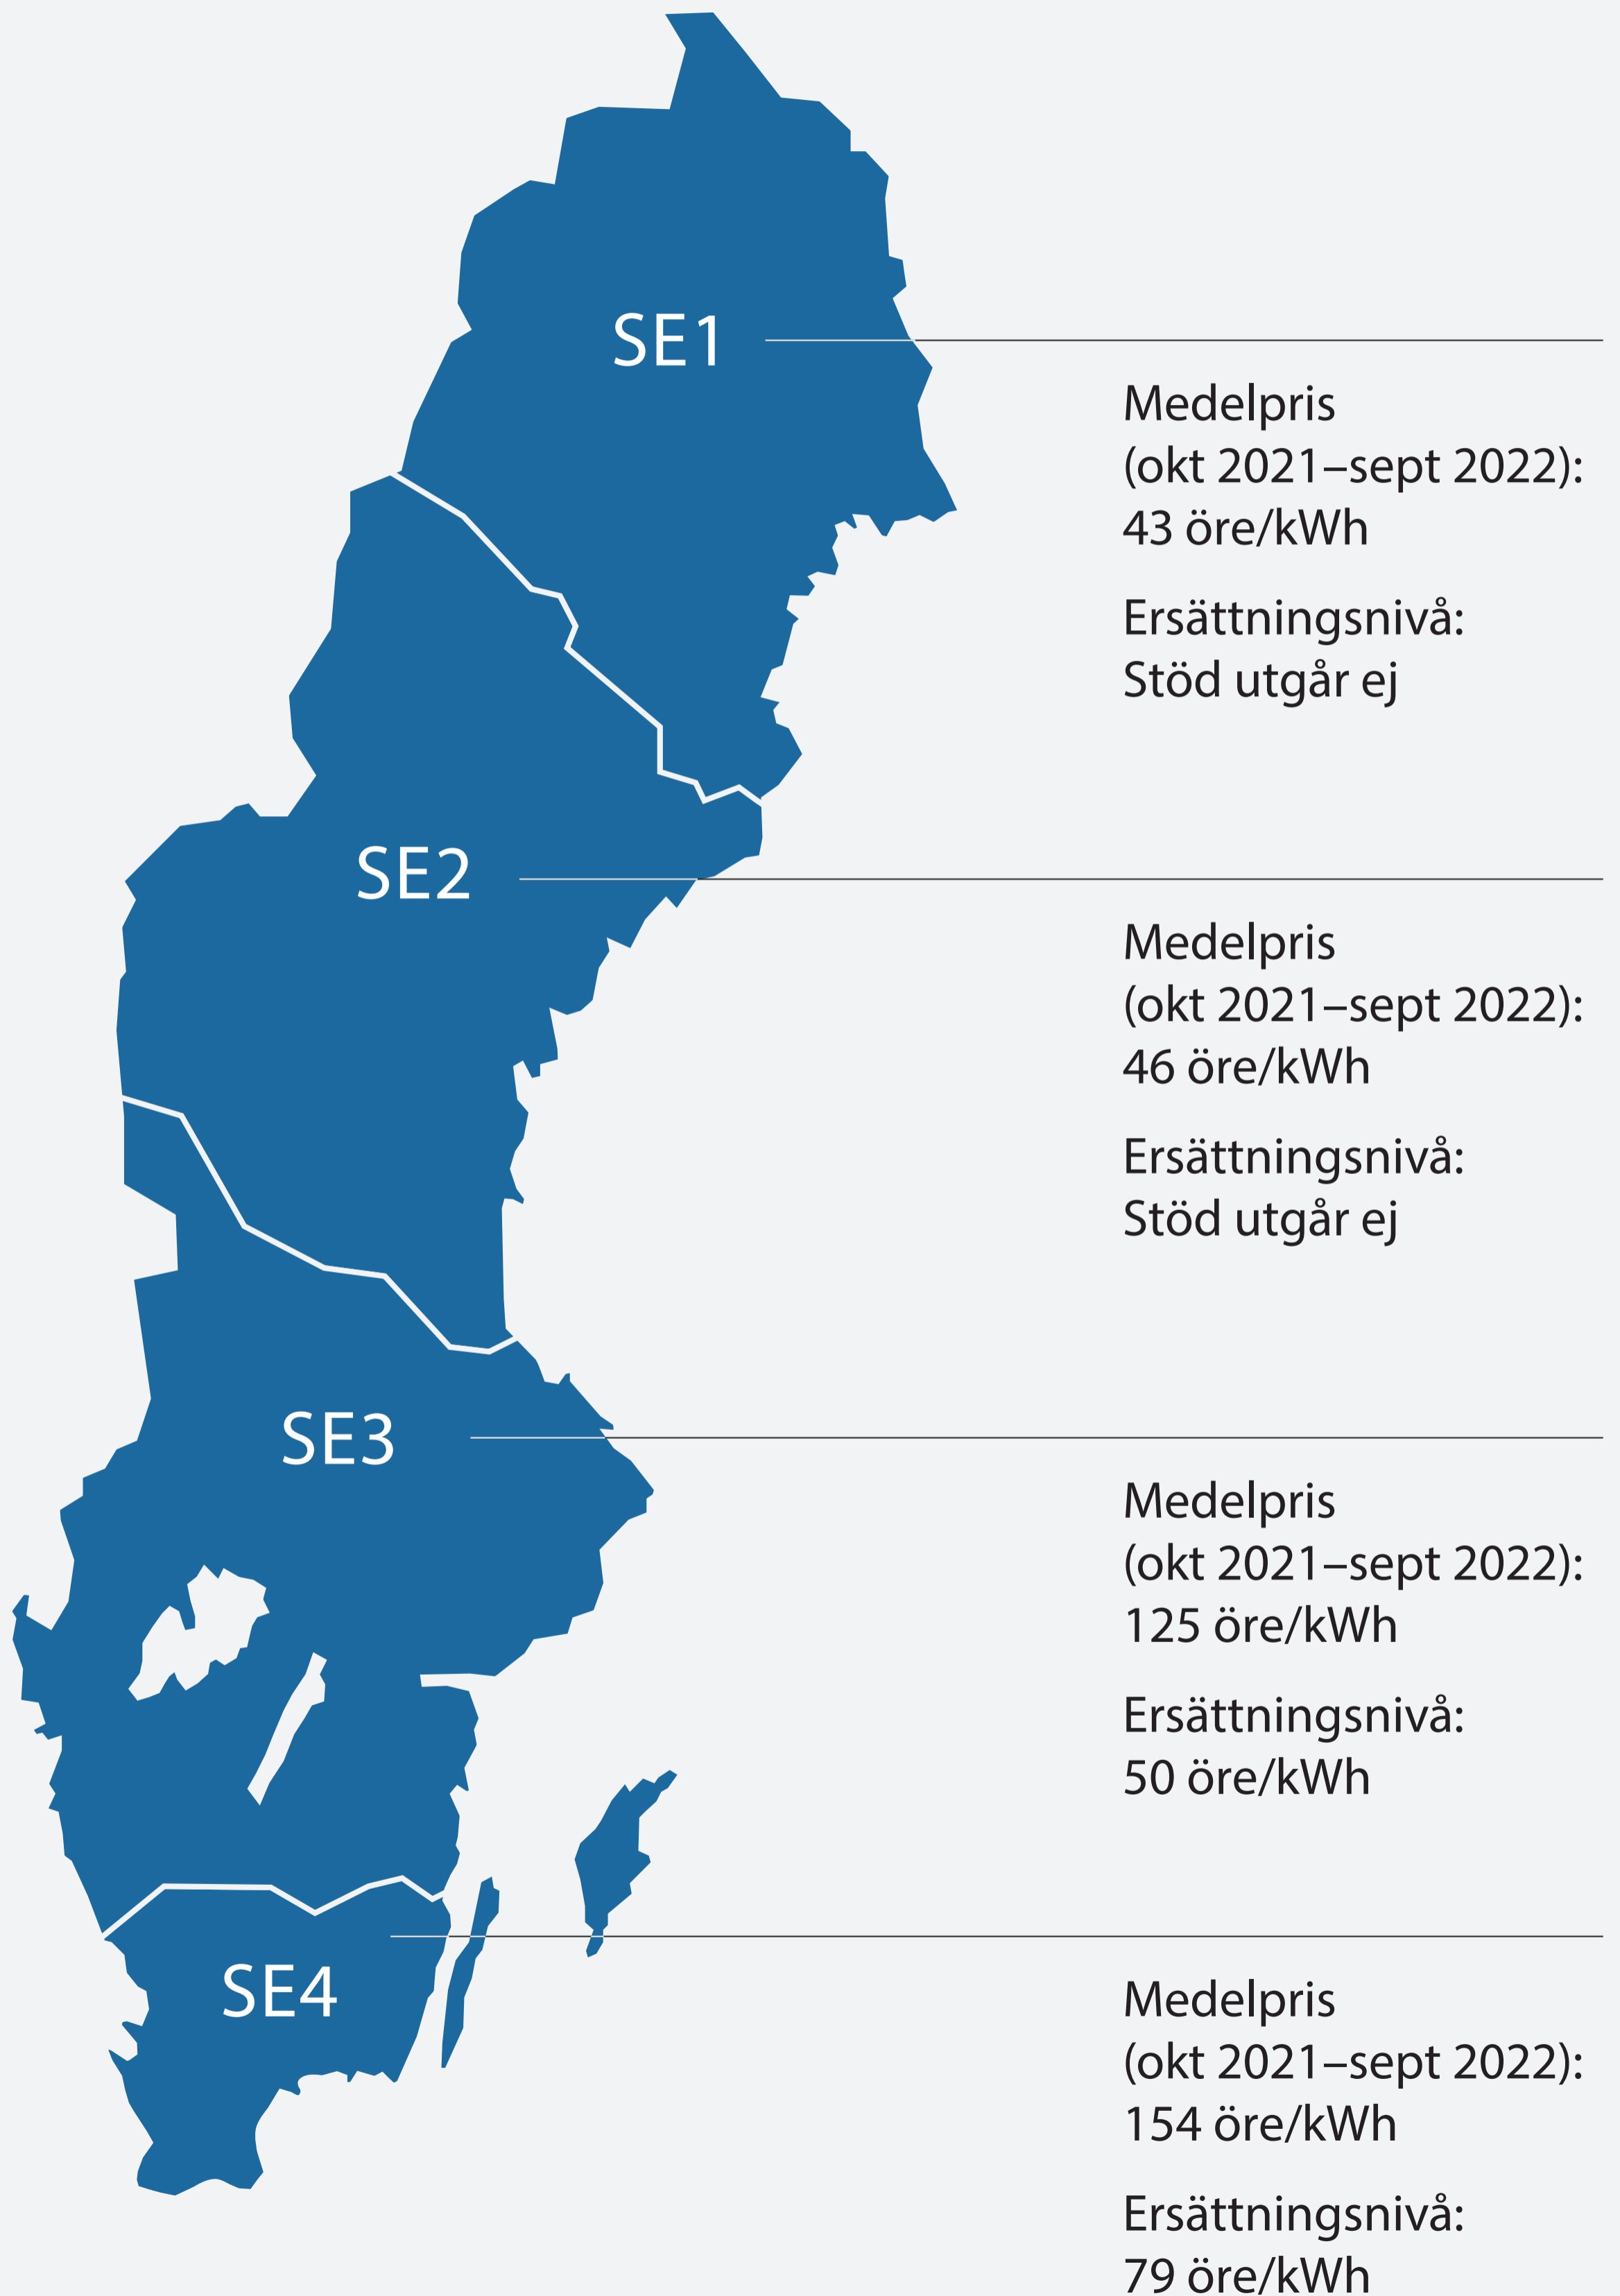 SE1
Medelpris
(okt 2021–sept 2022):
43 öre/kWh
Ersättningsnivå:
Stöd utgår ej
SE2
Medelpris
(okt 2021–sept 2022):
46 öre/kWh
Ersättningsnivå:
Stöd utgår ej
SE3
Medelpris
(okt 2021–sept 2022):
125 öre/kWh
Ersättningsnivå:
50 öre/kWh
SE4
Medelpris
(okt 2021–sept 2022):
154 öre/kWh
Ersättningsnivå:
79 öre/kWh